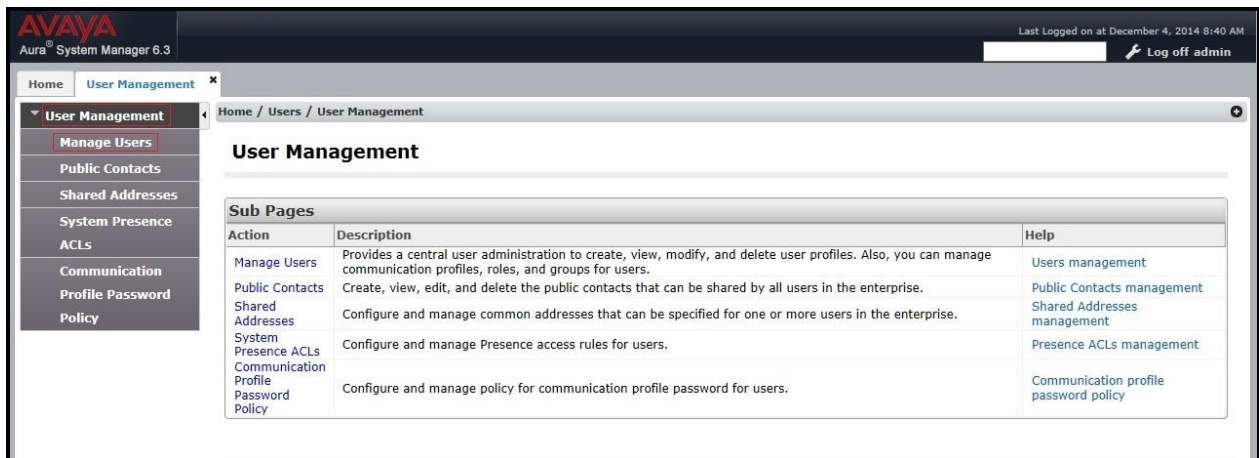 AVAYA
Last Logged on at December 4, 2014 8:40 AM
Aura® System Manager 6.3
Log off admin
Home
User Management
User Management
Manage Users
Public Contacts
Shared Addresses
System Presence
ACLs
Communication
Profile Password
Policy
Home / Users / User Management
User Management
Sub Pages
Action Description Help
Manage Users
Provides a central user administration to create, view, modify, and delete user profiles. Also, you can manage
communication profiles, roles, and groups for users.
Users management
Public Contacts
Create, view, edit, and delete the public contacts that can be shared by all users in the enterprise.
Public Contacts management
Shared
Addresses
Configure and manage common addresses that can be specified for one or more users in the enterprise.
Shared Addresses
management
System
Presence ACLs
Configure and manage Presence access rules for users.
Presence ACLs management
Communication
Profile
Password
Policy
Configure and manage policy for communication profile password for users.
Communication profile
password policy